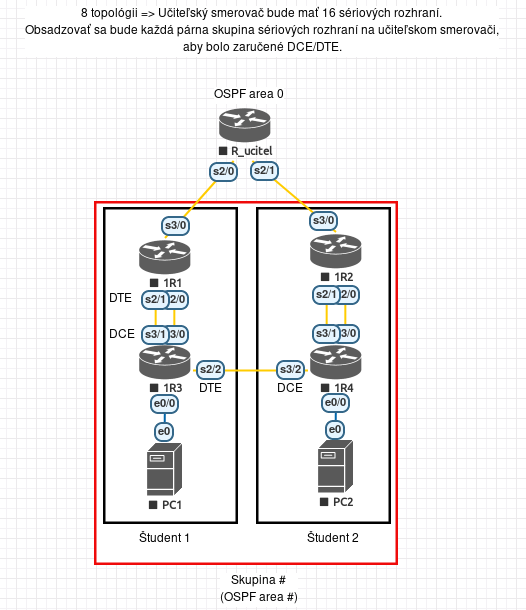 8 topológii => Učiteľský smerovač bude mať 16 sériových rozhraní.
Obsadzovať sa bude každá párna skupina sériových rozhraní na učiteľskom smerovači,
aby bolo zaručené DCE/DTE.
OSPF area 0
R_ucitel
s2/0 s2/1
s3/0 s3/0
1R1 1R2
DTE s2/1 2/0 s2/1 2/0
DCE s3/1 3/0 s3/1 3/0
s2/2 s3/2
1R3 DTE DCE 1R4
e0/0 e0/0
e0 e0
PC1 PC2
Študent 1 Študent 2
Skupina #
(OSPF area #)